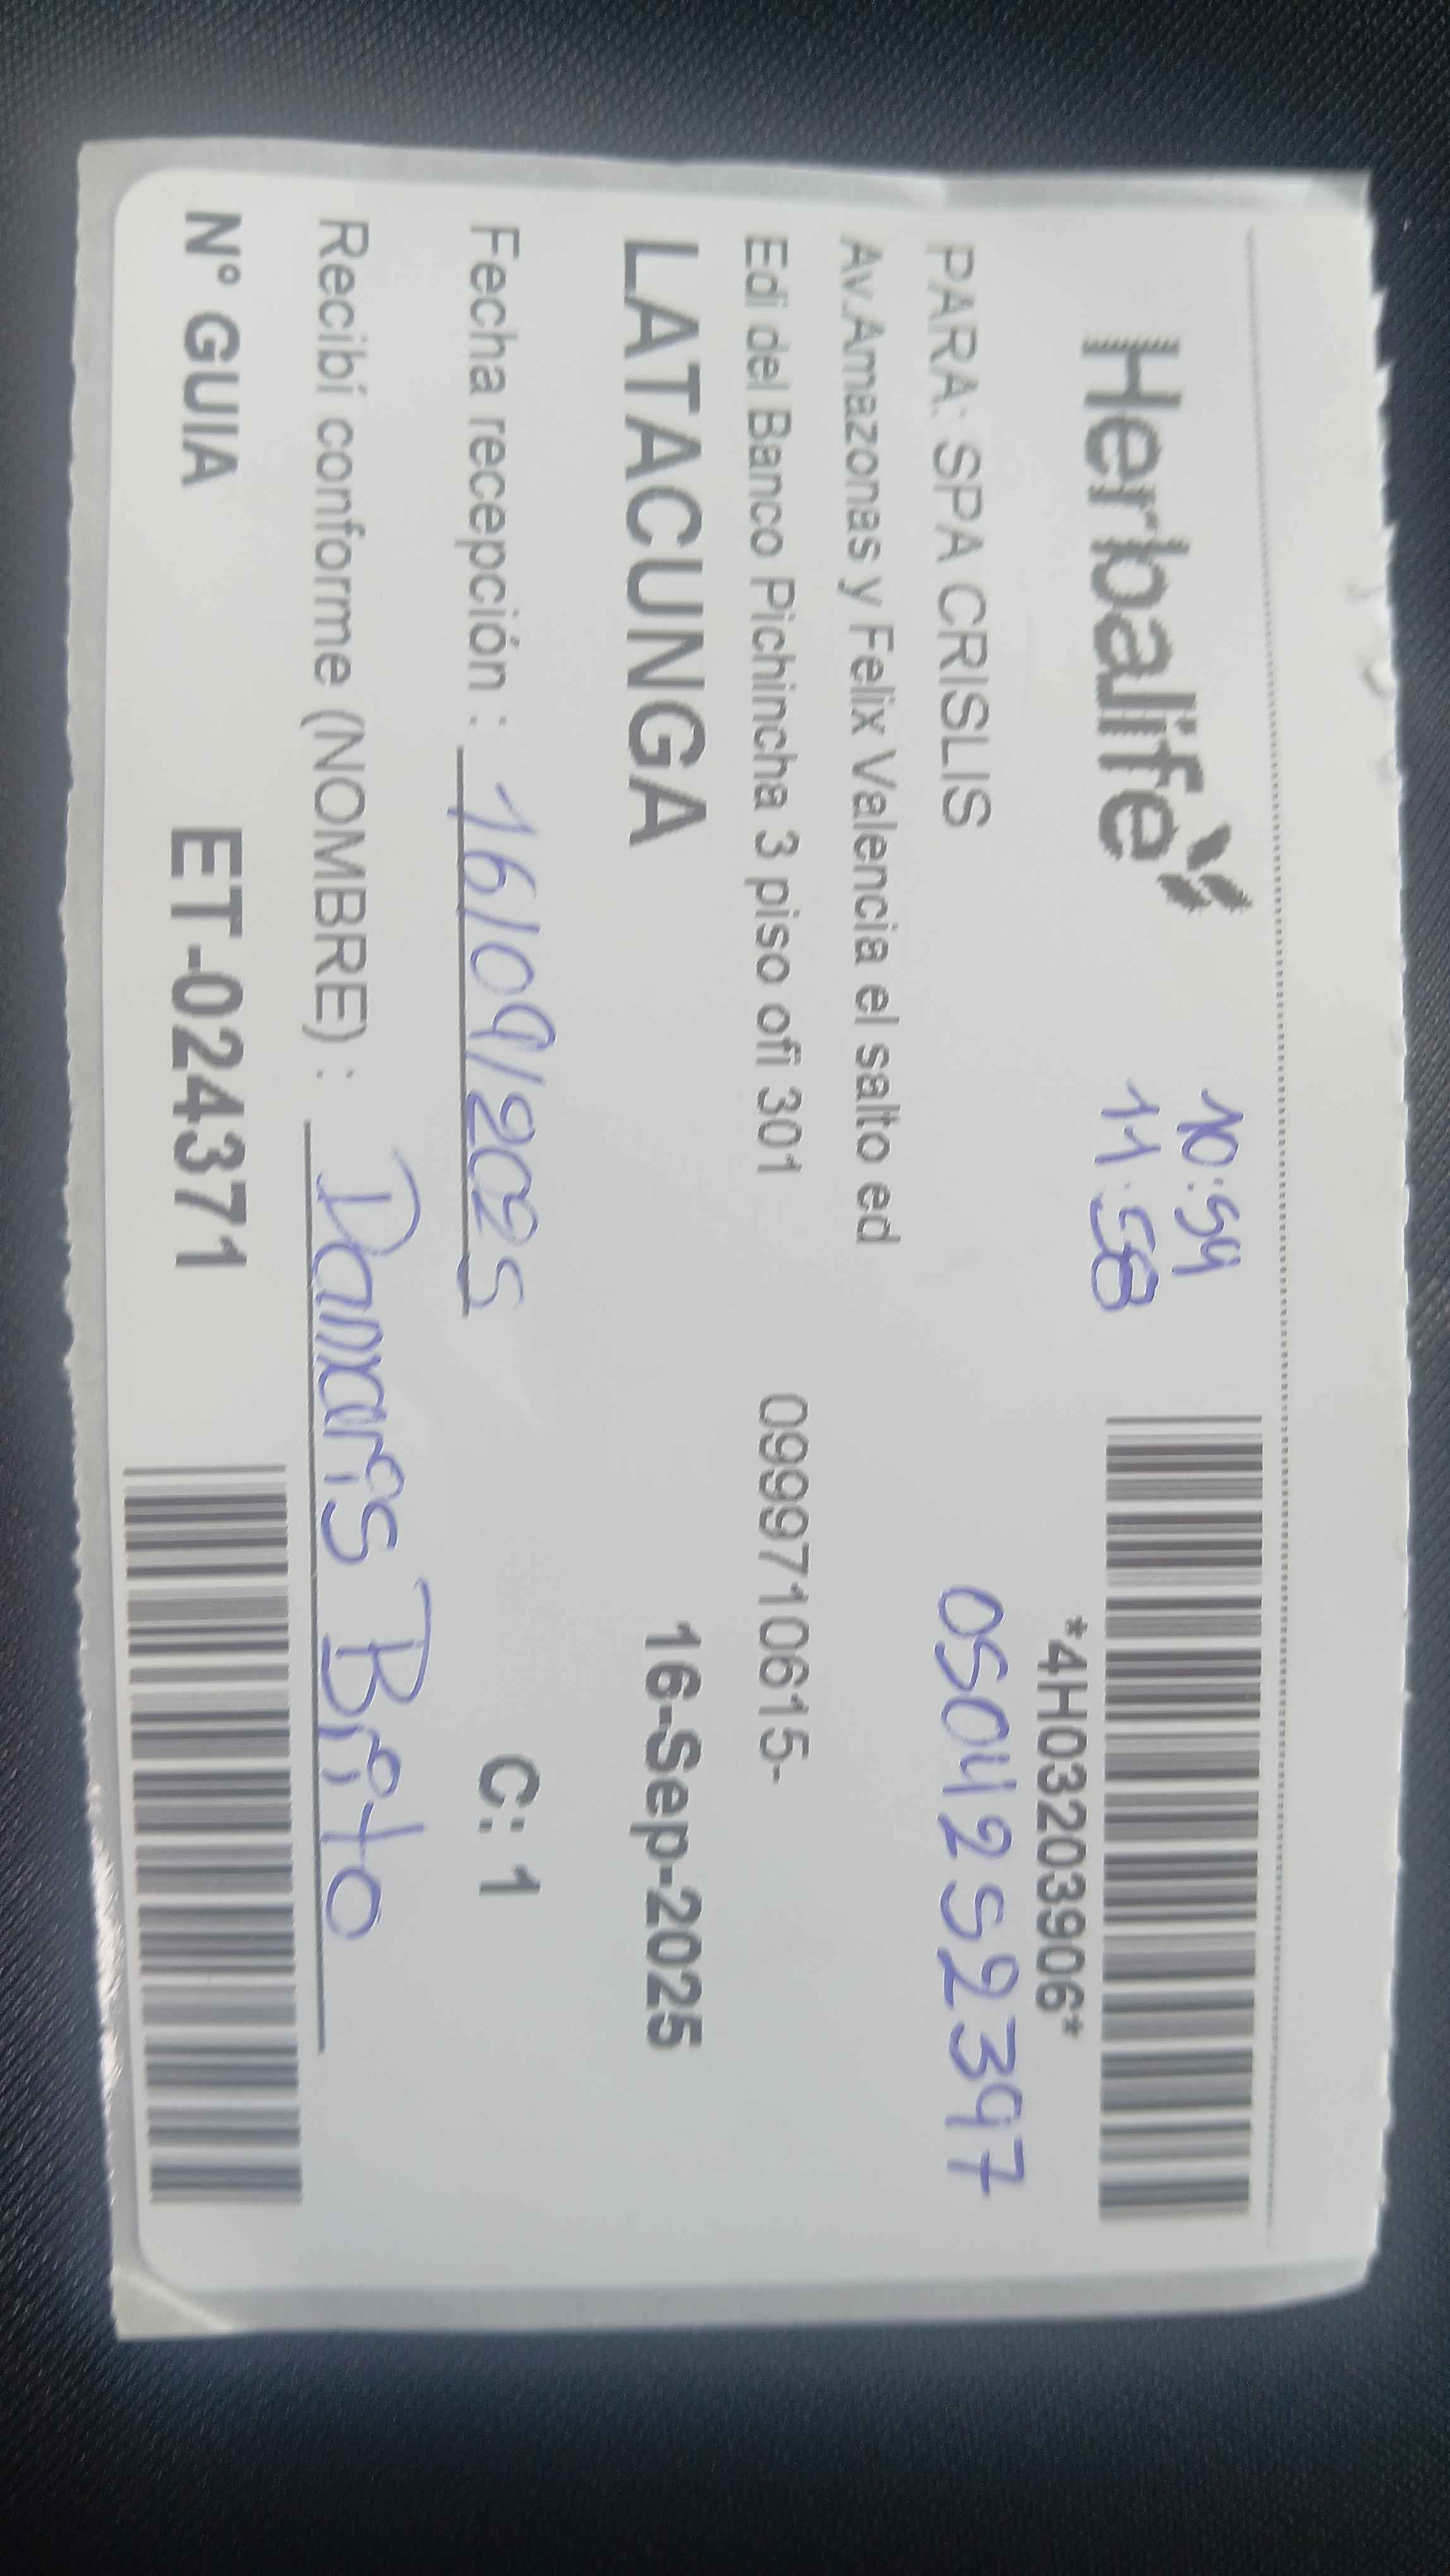 Herbalife
10:54
11:58
*4H03203906*
0504252397
PARA: SPA CRISLIS
Av.Amazonas y Felix Valencia el salto ed
Edi del Banco Pichincha 3 piso ofi 301 0999710615-
LATACUNGA 16-Sep-2025
Fecha recepción : 16/09/2025 C: 1
Recibí conforme (NOMBRE) : Damaris Brito
Nº GUIA ET-024371